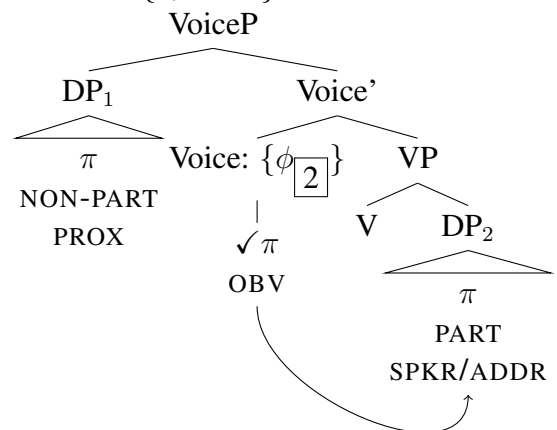 VoiceP
DP₁ Voice’
π Voice: {ϕ 2} VP
NON-PART
PROX
✓π V DP₂
OBV
π
PART
SPKR/ADDR